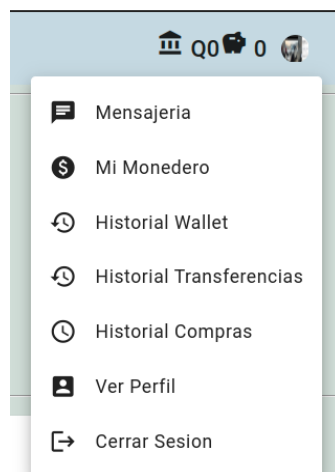 Q0 0
Mensajeria
Mi Monedero
Historial Wallet
Historial Transferencias
Historial Compras
Ver Perfil
Cerrar Sesion